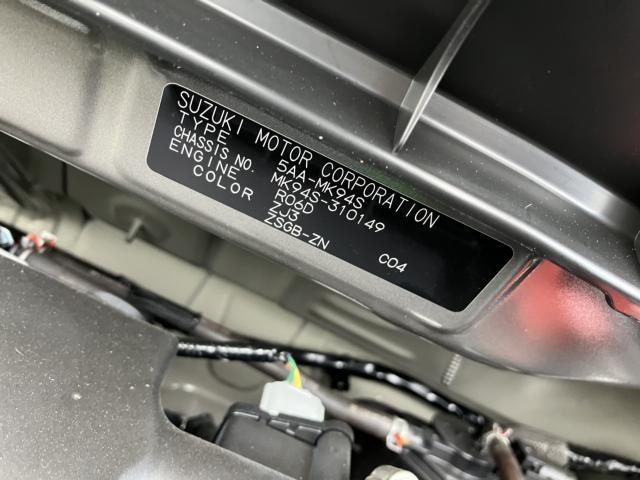 SUZUKI MOTOR CORPORATION
TYPE 5AA-MK94S
CHASSIS NO. MK94S-310149
ENGINE R06D
COLOR ZJ3
ZSGB-ZN C04